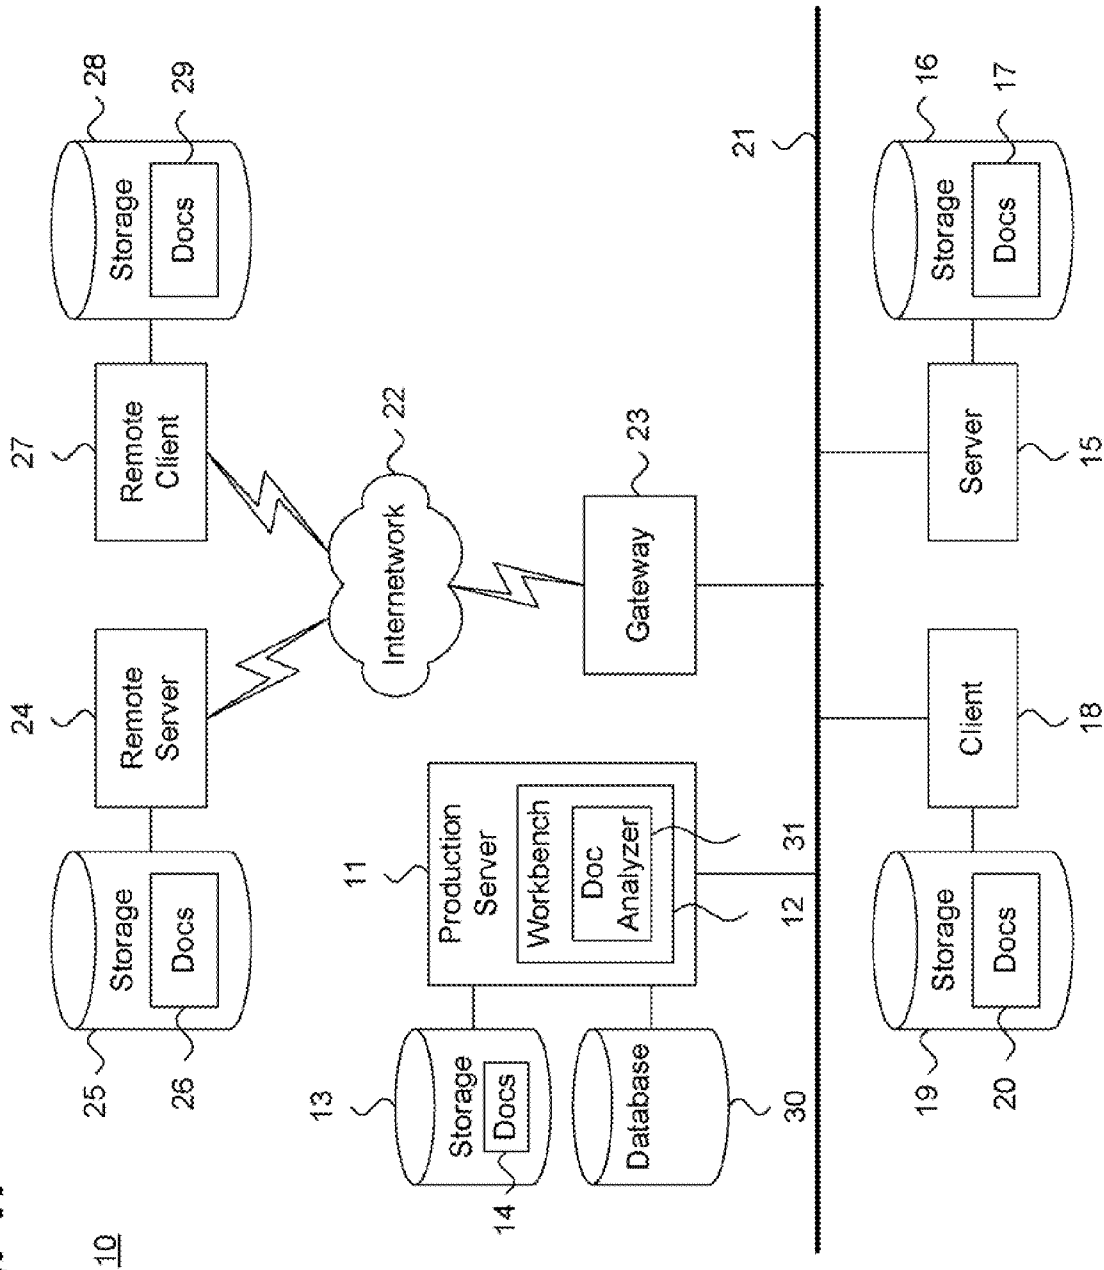 10
24
27
25
28
Storage
Remote
Server
Remote
Client
Storage
26
Docs
Docs
29
13
11
22
Internetwork
Storage
Docs
14
Production
Server
Workbench
Doc
Analyzer
Gateway
23
Database
30
12
31
21
19
Storage
Client
Server
Storage
16
20
Docs
Docs
17
18
15